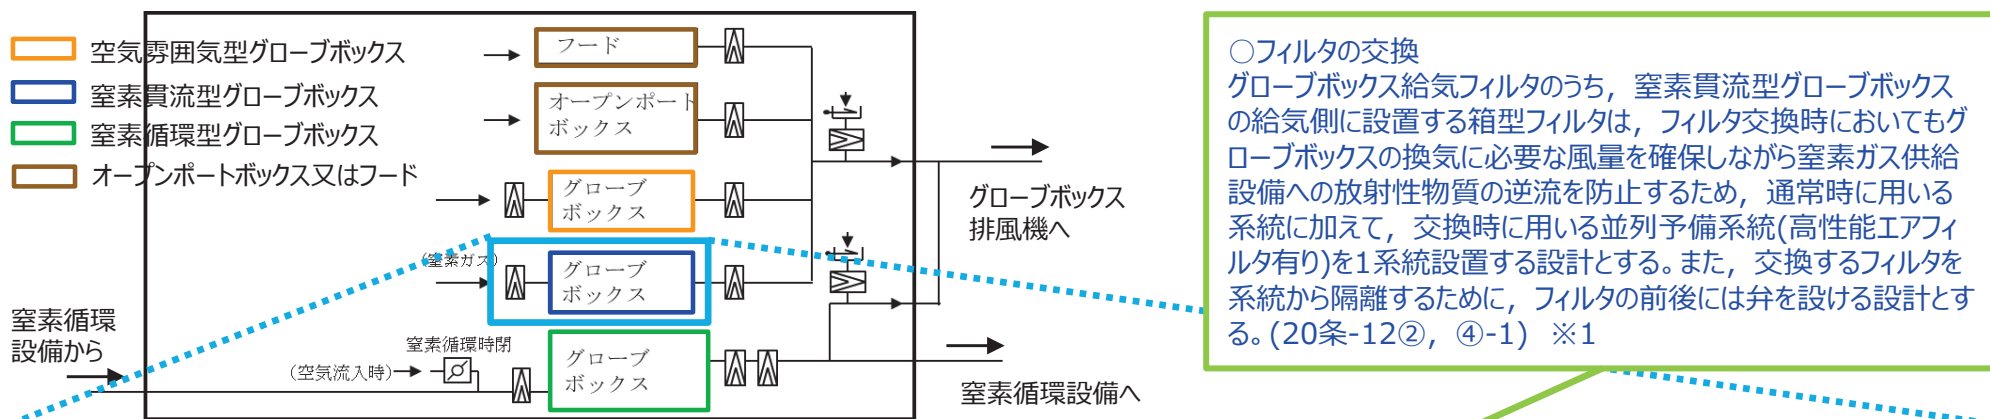 空気雰囲気型グローブボックス
窒素貫流型グローブボックス
窒素循環型グローブボックス
オープンポートボックス又はフード
フード
オープンポート
ボックス
グローブ
ボックス
(窒素ガス)
グローブ
ボックス
窒素循環
設備から
窒素循環時閉
(空気流入時)
グローブ
ボックス
グローブボックス
排風機へ
窒素循環設備へ
○フィルタの交換
グローブボックス給気フィルタのうち，窒素貫流型グローブボックス
の給気側に設置する箱型フィルタは，フィルタ交換時においてもグ
ローブボックスの換気に必要な風量を確保しながら窒素ガス供給
設備への放射性物質の逆流を防止するため，通常時に用いる
系統に加えて，交換時に用いる並列予備系統(高性能エアフィ
ルタ有り)を1系統設置する設計とする。また，交換するフィルタを
系統から隔離するために，フィルタの前後には弁を設ける設計とす
る。(20条-12②，④-1) ※1